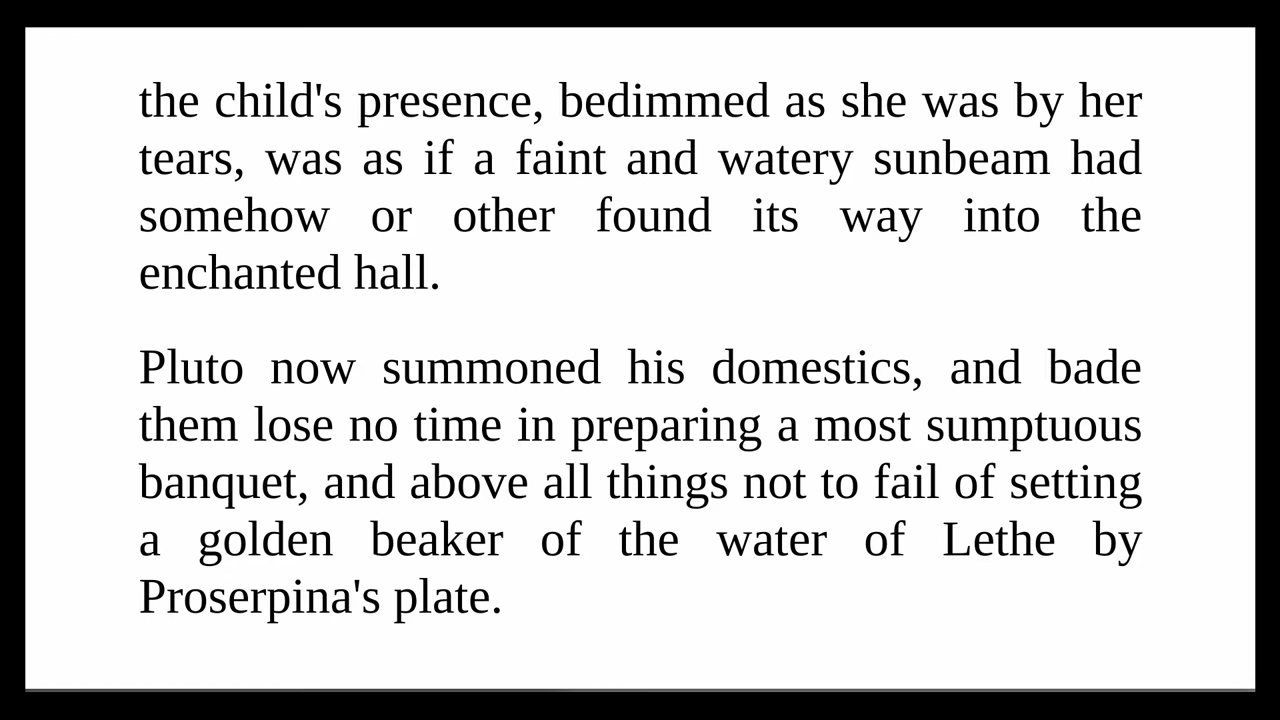 the child's presence, bedimmed as she was by her
tears, was as if a faint and watery sunbeam had
somehow or other found its way into the
enchanted hall.
Pluto now summoned his domestics, and bade
them lose no time in preparing a most sumptuous
banquet, and above all things not to fail of setting
a golden beaker of the water of Lethe by
Proserpina's plate.